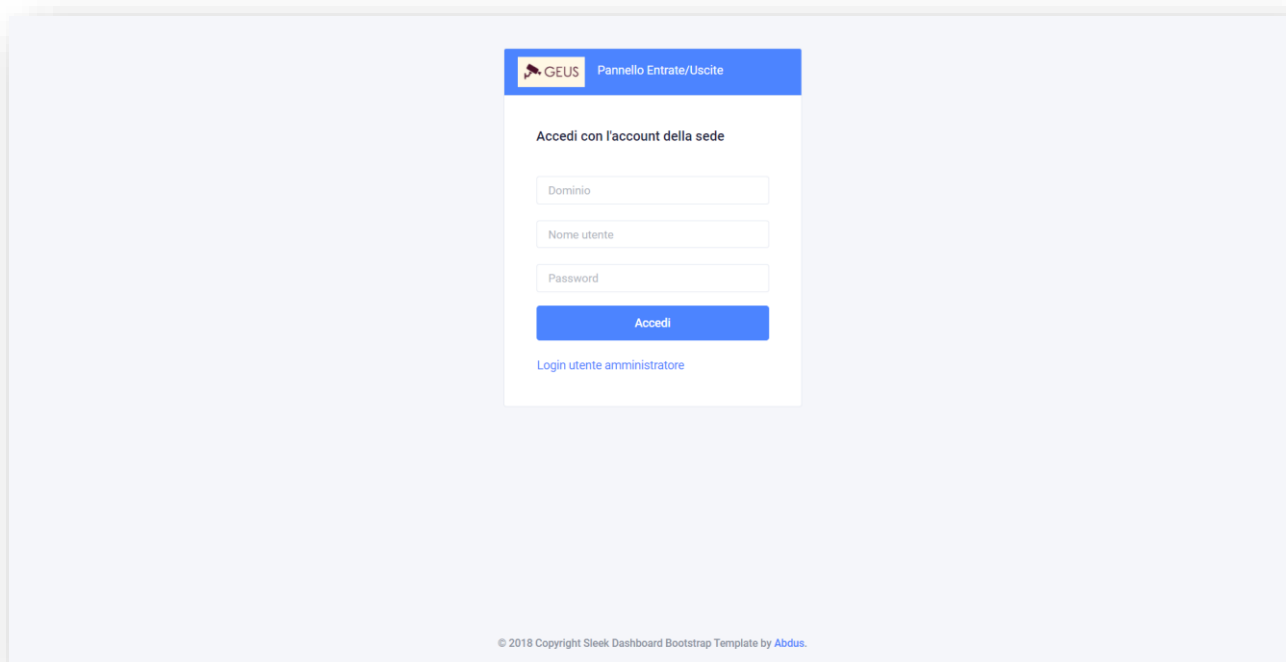 GEUS Pannello Entrate/Uscite
Accedi con l'account della sede
Dominio
Nome utente
Password
Accedi
Login utente amministratore
© 2018 Copyright Sleek Dashboard Bootstrap Template by Abdus.